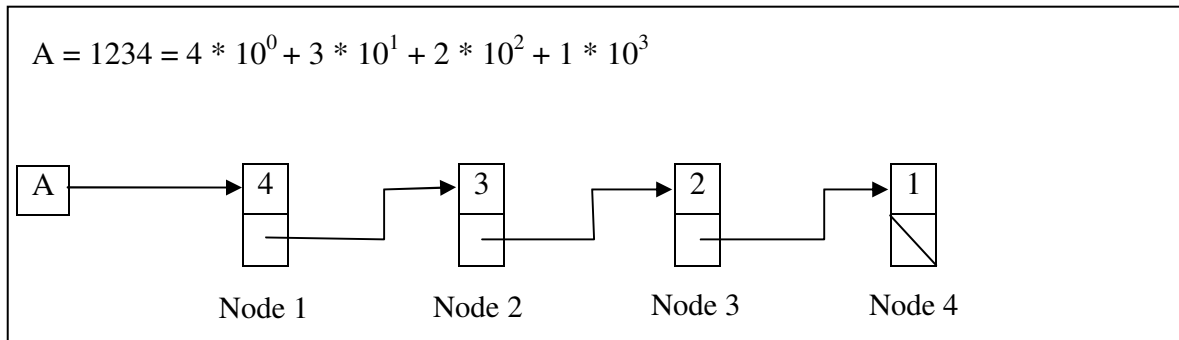 A = 1234 = 4 * 10^0 + 3 * 10^1 + 2 * 10^2 + 1 * 10^3
A 4 3 2 1
Node 1 Node 2 Node 3 Node 4